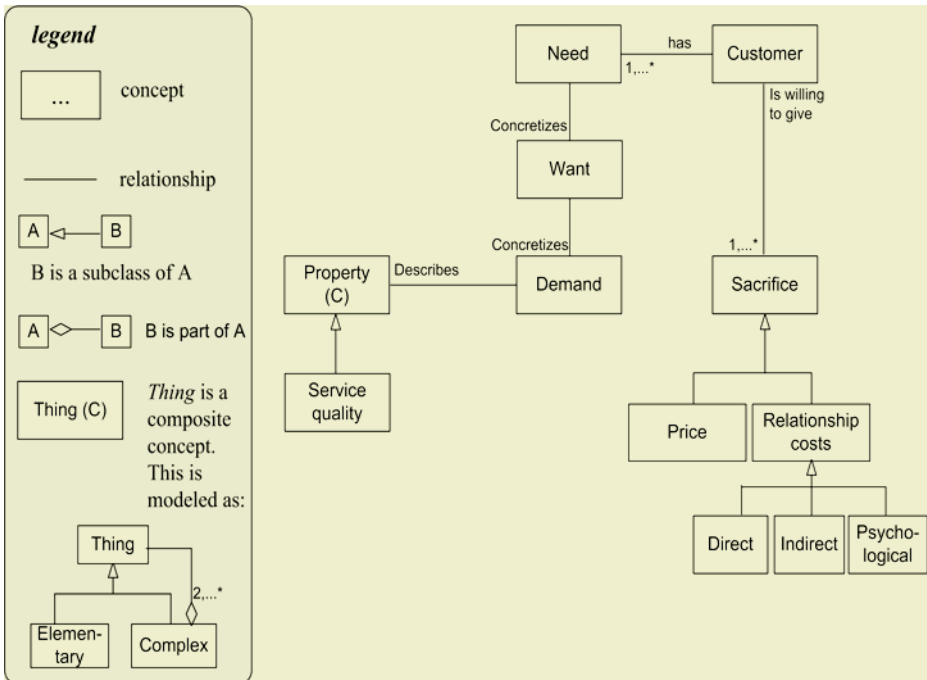 legend
...
concept
relationship
A
B
B is a subclass of A
A
B
B is part of A
Thing (C)
Thing is a
composite
concept.
This is
modeled as:
Thing
2,...*
Elemen-
tary
Complex
Need
has
1,...*
Customer
Is willing
to give
Concretizes
Want
Concretizes
1,...*
Property
(C)
Describes
Demand
Sacrifice
Service
quality
Price
Relationship
costs
Direct
Indirect
Psycho-
logical